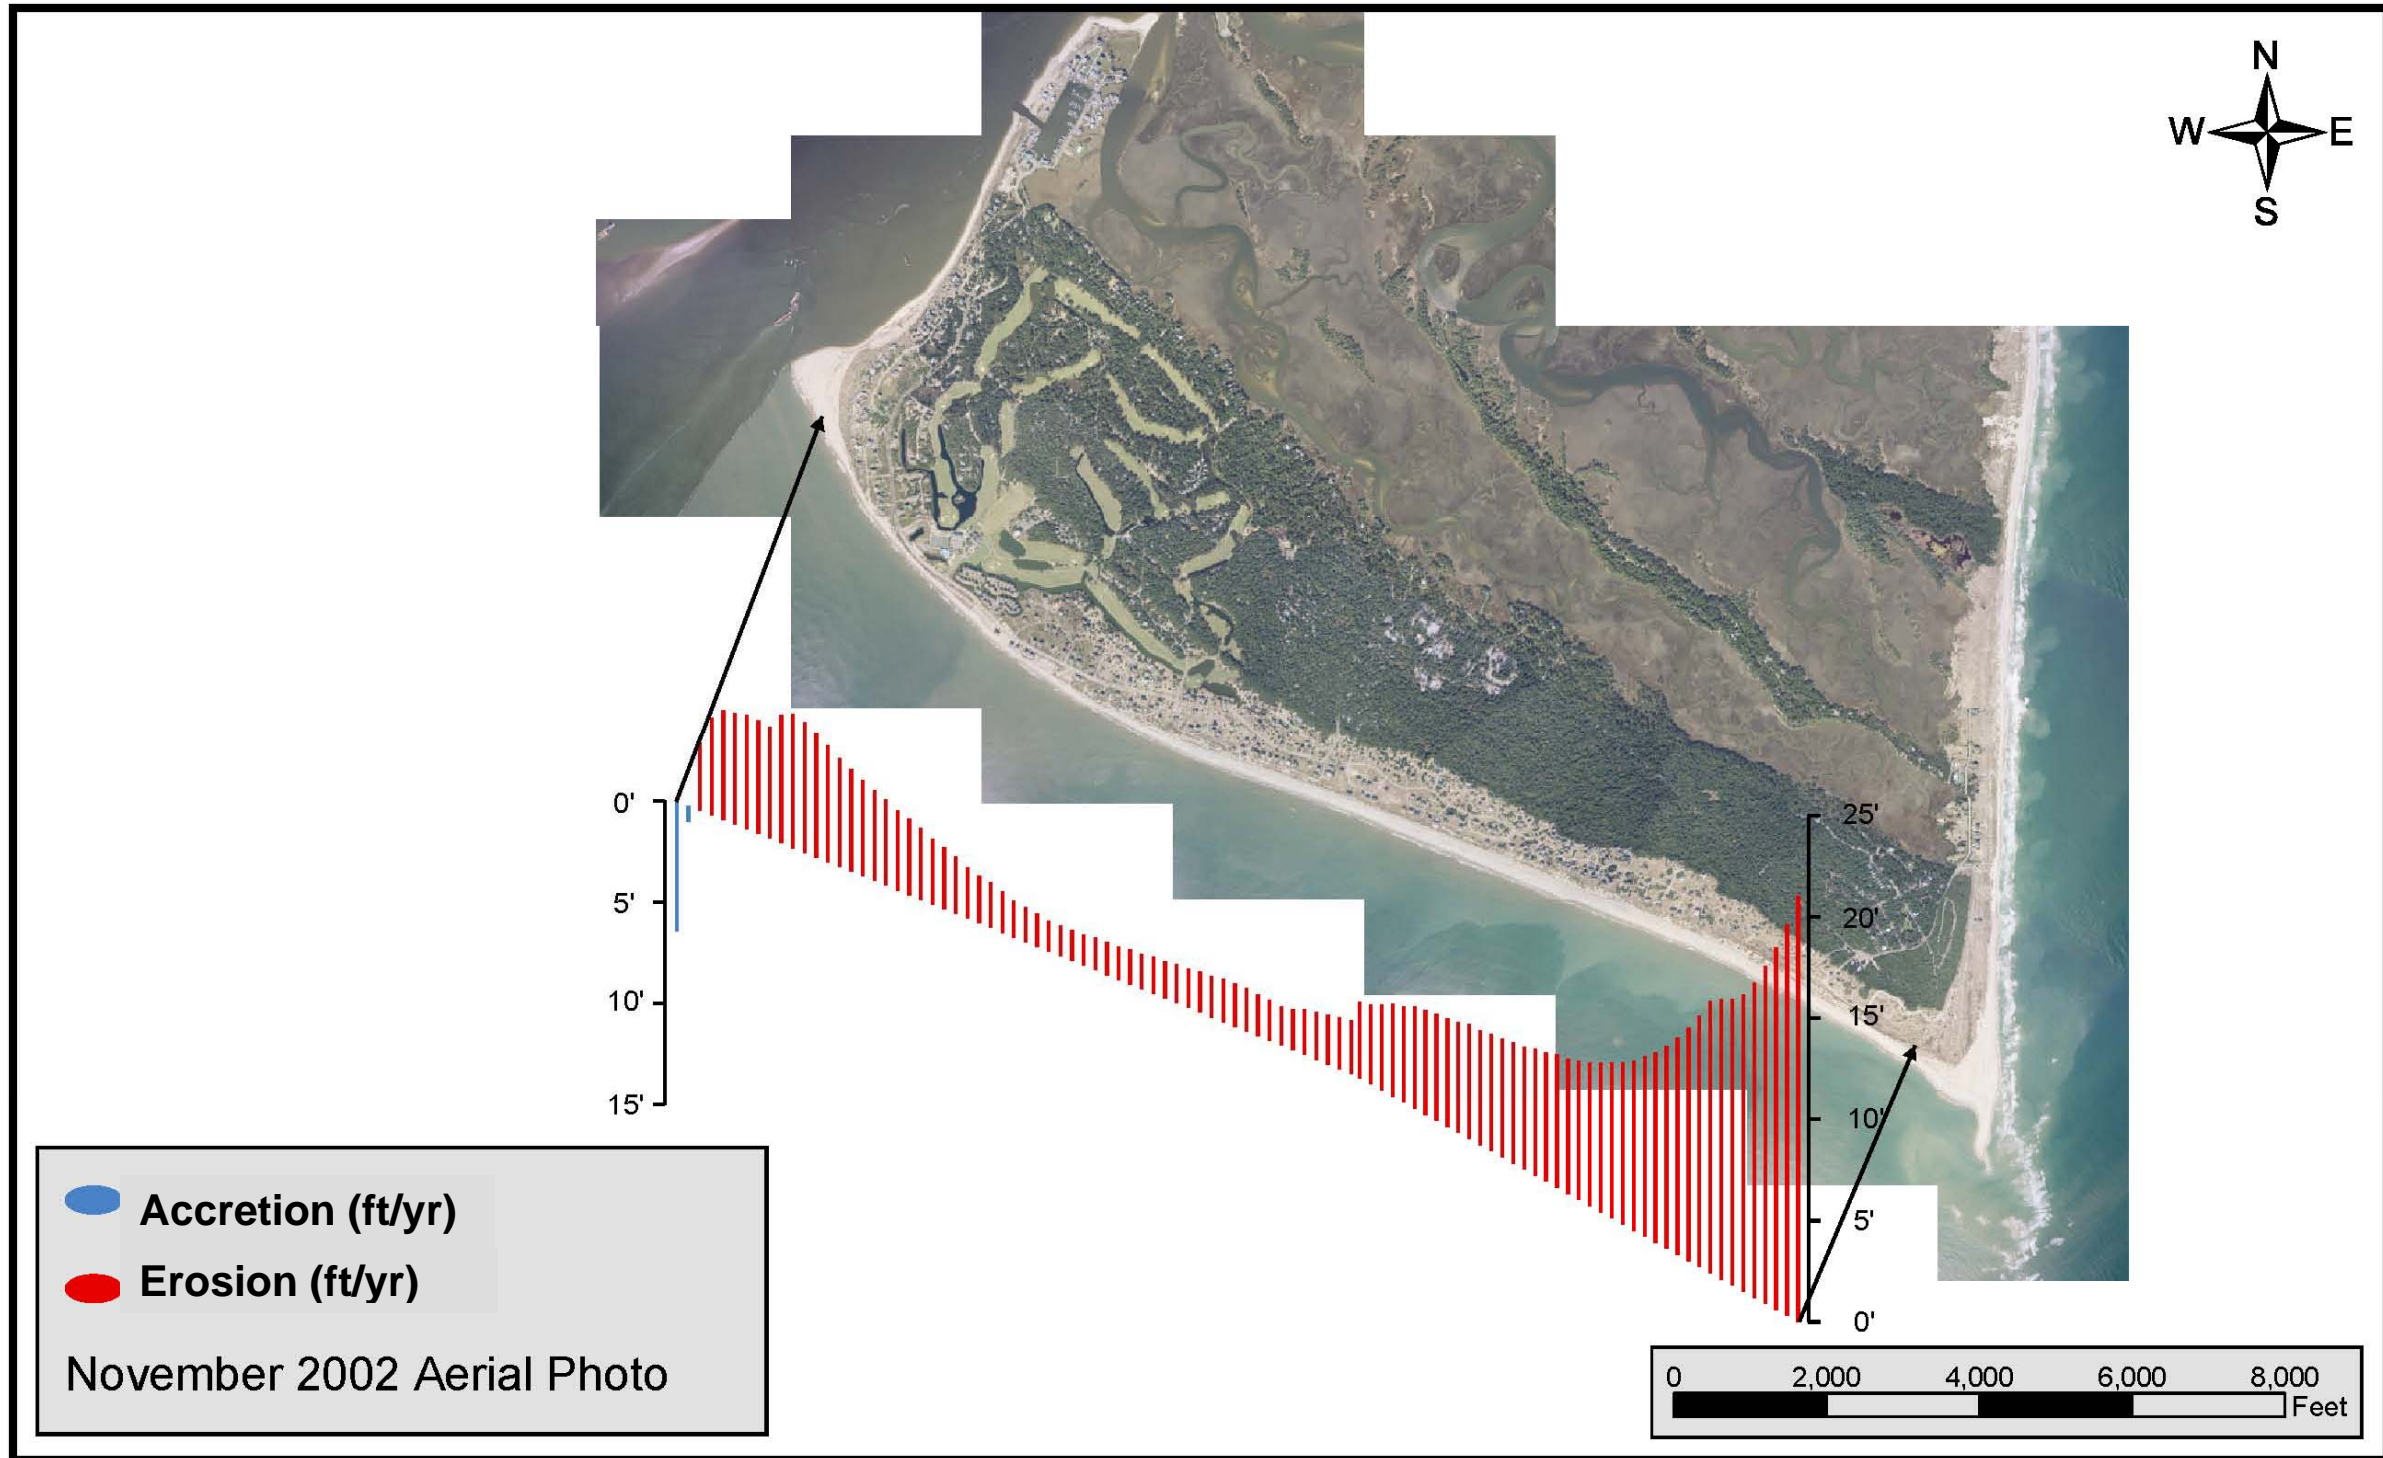 N
W E
S
0'
5'
10'
15'
25'
20'
15'
10'
5'
0'
Accretion (ft/yr)
Erosion (ft/yr)
November 2002 Aerial Photo
0 2,000 4,000 6,000 8,000
Feet